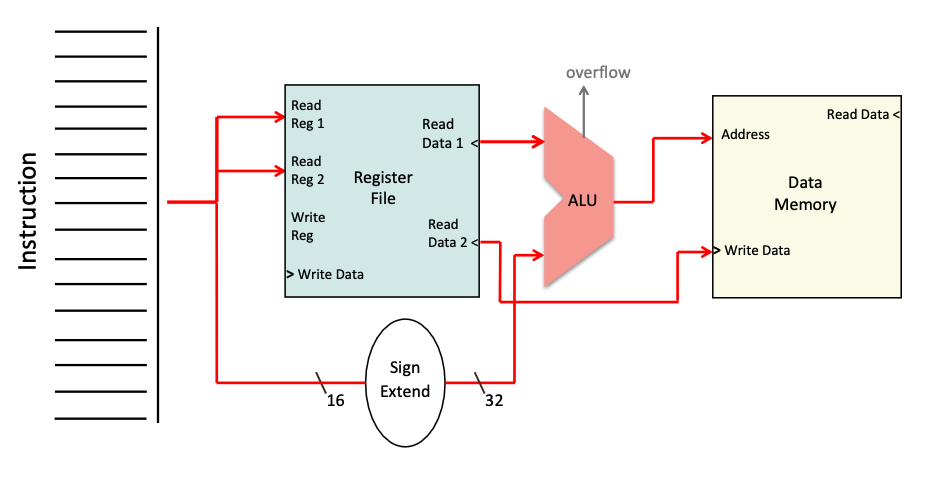 Instruction
Read
Reg 1
Read
Reg 2
Write
Reg
> Write Data
Register
File
Read
Data 1 <
Read
Data 2 <
overflow
ALU
Read Data <
Address
Data
Memory
> Write Data
Sign
Extend
16
32